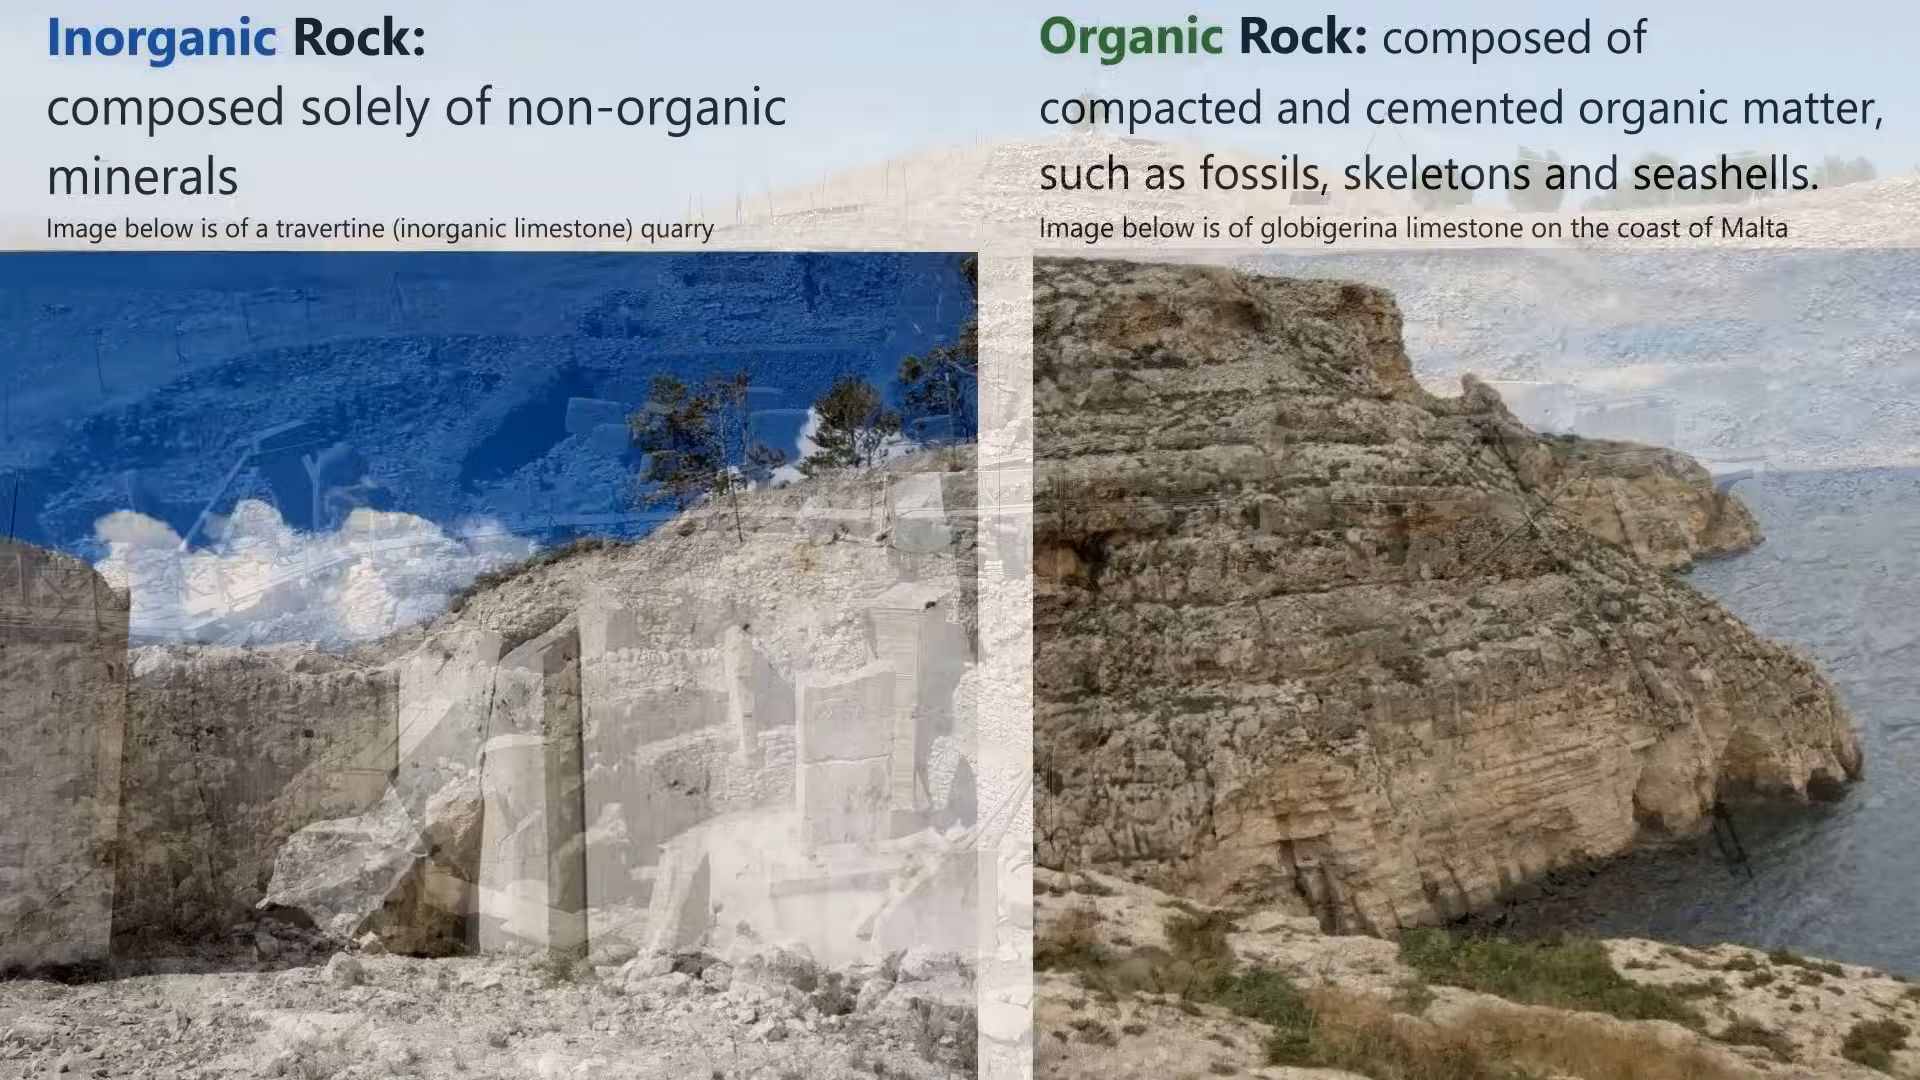 Inorganic Rock:
composed solely of non-organic
minerals
Image below is of a travertine (inorganic limestone) quarry
Organic Rock: composed of
compacted and cemented organic matter,
such as fossils, skeletons and seashells.
Image below is of globigerina limestone on the coast of Malta